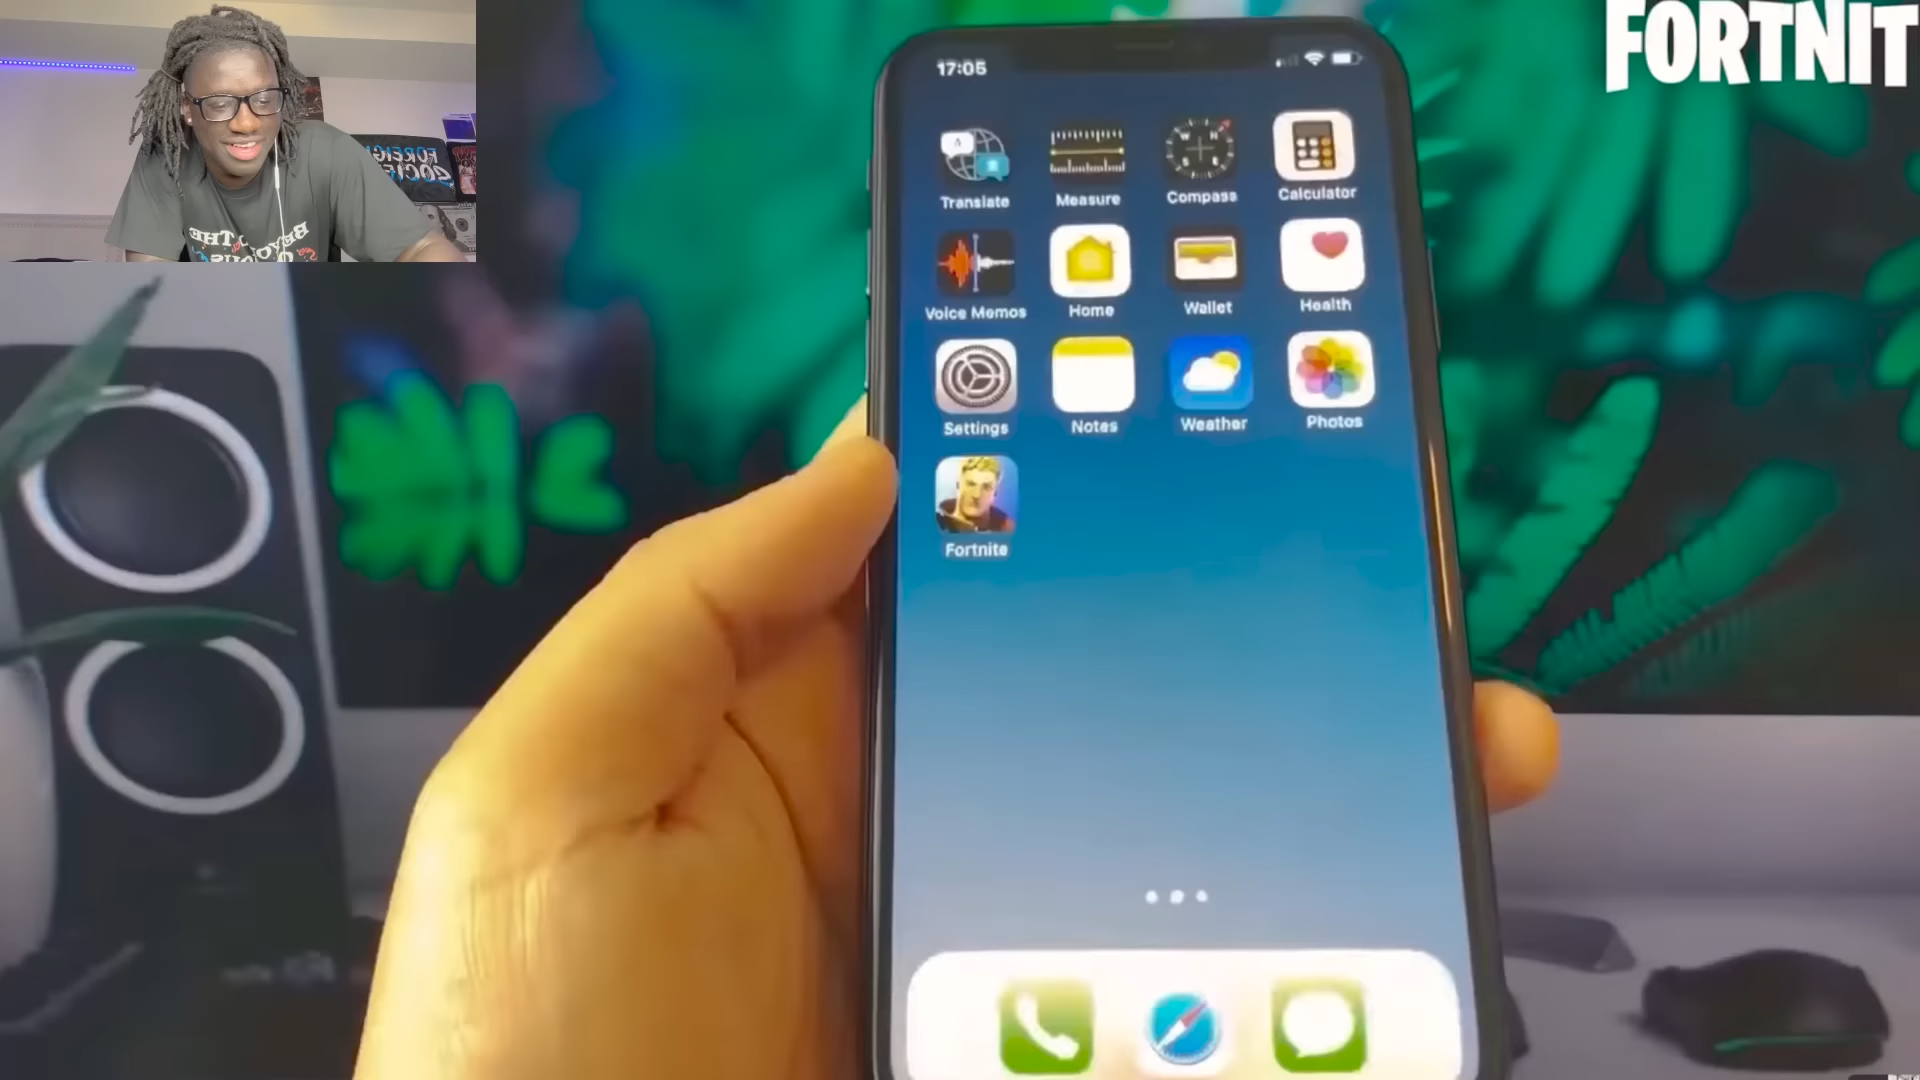 FORTNIT
17:05
Translate
Measure
Compass
Calculator
Voice Memos
Home
Wallet
Health
Settings
Notes
Weather
Photos
Fortnite